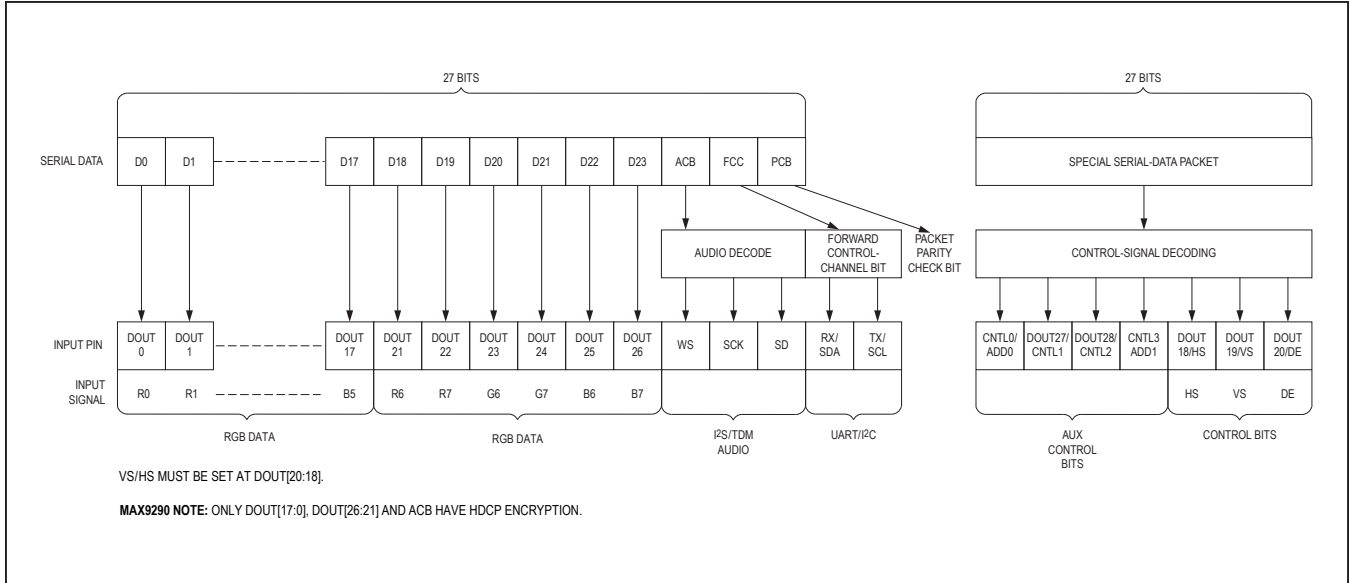 27 BITS 27 BITS
SERIAL DATA D0 D1 D17 D18 D19 D20 D21 D22 D23 ACB FCC PCB SPECIAL SERIAL-DATA PACKET
AUDIO DECODE
FORWARD
CONTROL-
CHANNEL BIT
PACKET
PARITY
CHECK BIT
CONTROL-SIGNAL DECODING
INPUT PIN
DOUT
0
DOUT
1
DOUT
17
DOUT
21
DOUT
22
DOUT
23
DOUT
24
DOUT
25
DOUT
26
WS SCK SD
RX/
SDA
TX/
SCL
CNTL0/
ADD0
DOUT27/
CNTL1
DOUT28/
CNTL2
CNTL3
ADD1
DOUT
18/HS
DOUT
19/VS
DOUT
20/DE
INPUT
SIGNAL
R0 R1 B5 R6 R7 G6 G7 B6 B7 HS VS DE
RGB DATA
RGB DATA
I²S/TDM
AUDIO
UART/I²C
AUX
CONTROL
BITS
CONTROL BITS
VS/HS MUST BE SET AT DOUT[20:18].
MAX9290 NOTE: ONLY DOUT[17:0], DOUT[26:21] AND ACB HAVE HDCP ENCRYPTION.